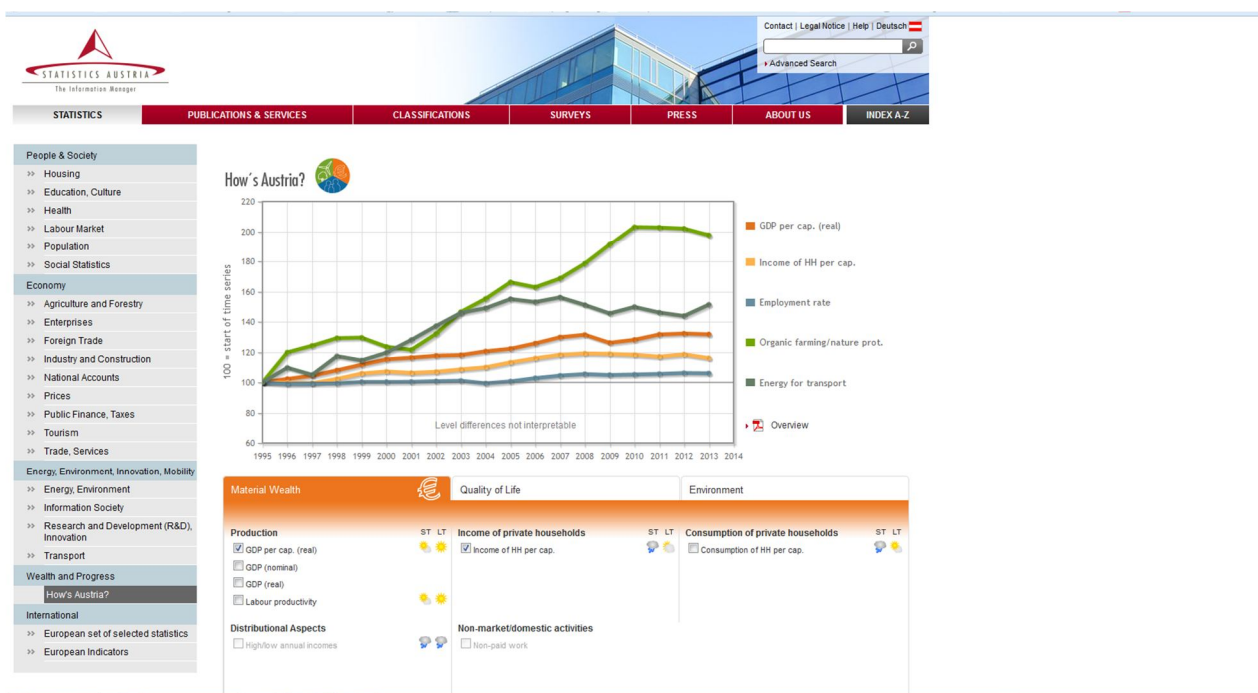 Contact | Legal Notice | Help | Deutsch
Advanced Search
STATISTICS AUSTRIA
The Information Manager
STATISTICS PUBLICATIONS & SERVICES CLASSIFICATIONS SURVEYS PRESS ABOUT US INDEX A-Z
People & Society
Housing
Education, Culture
Health
Labour Market
Population
Social Statistics
Economy
Agriculture and Forestry
Enterprises
Foreign Trade
Industry and Construction
National Accounts
Prices
Public Finance, Taxes
Tourism
Trade, Services
Energy, Environment, Innovation, Mobility
Energy, Environment
Information Society
Research and Development (R&D),
Innovation
Transport
Wealth and Progress
How's Austria?
International
European set of selected statistics
European Indicators
How´s Austria?
220
200
180
160
140
120
100
80
60
100 = start of time series
Level differences not interpretable
1995 1996 1997 1998 1999 2000 2001 2002 2003 2004 2005 2006 2007 2008 2009 2010 2011 2012 2013 2014
GDP per cap. (real)
Income of HH per cap.
Employment rate
Organic farming/nature prot.
Energy for transport
Overview
Material Wealth Quality of Life Environment
Production ST LT
GDP per cap. (real)
GDP (nominal)
GDP (real)
Labour productivity
Income of private households ST LT
Income of HH per cap.
Consumption of private households ST LT
Consumption of HH per cap.
Distributional Aspects
High/low annual incomes
Non-market/domestic activities
Non-paid work